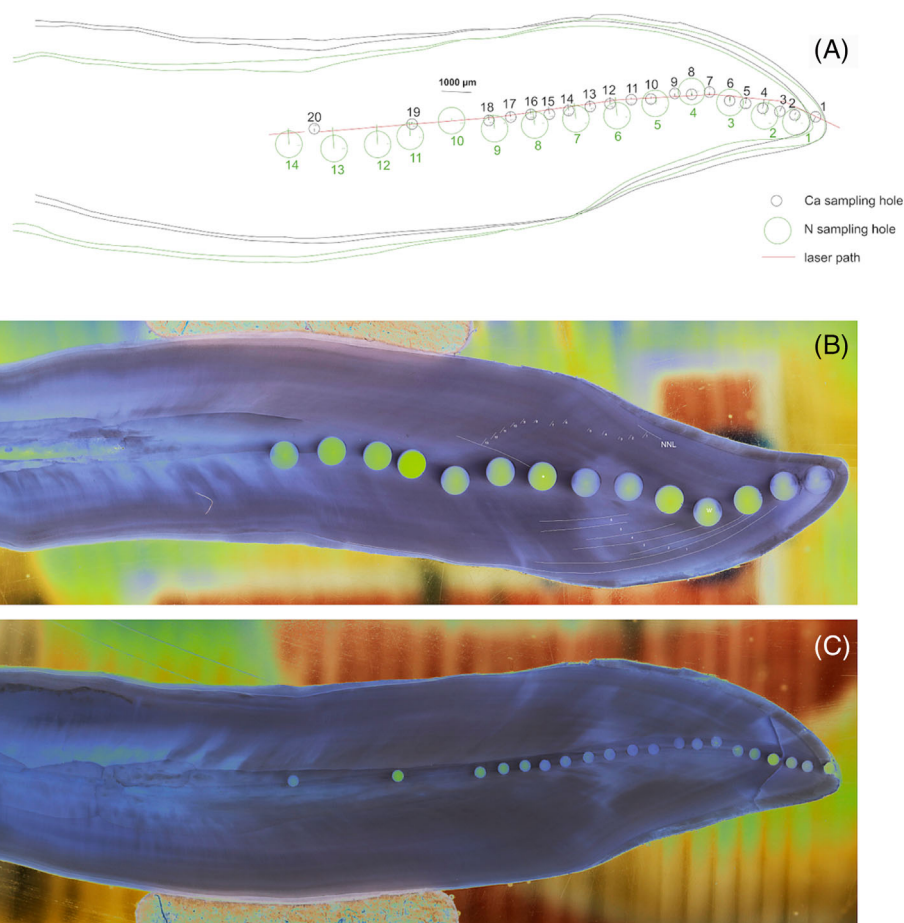 (A)
1000 µm
20 19 18 17 16 15 14 13 12 11 10 9 8 7 6 5 4 3 2 1
14 13 12 11 10 9 8 7 6 5 4 3 2 1
Ca sampling hole
N sampling hole
laser path
(B)
NNL
W
(C)